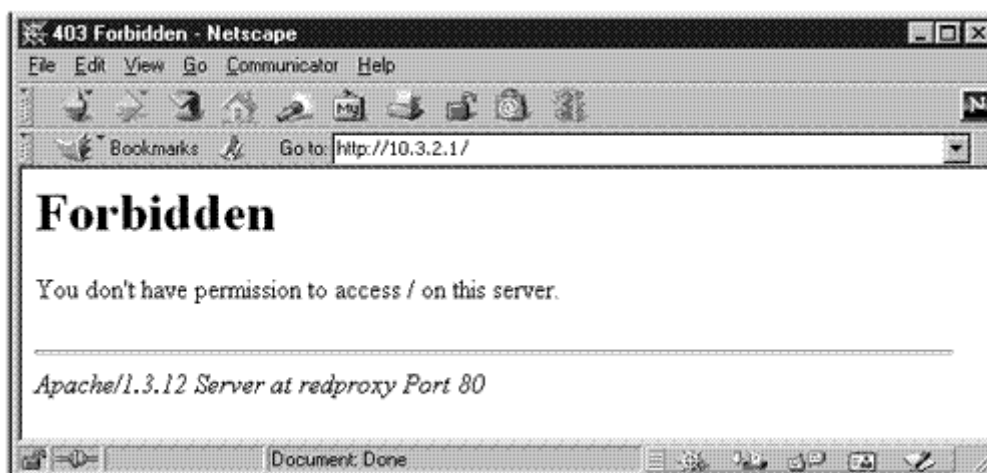 403 Forbidden - Netscape
File Edit View Go Communicator Help
My
N
Bookmarks Go to: http://10.3.2.1/
Forbidden
You don't have permission to access / on this server.
Apache/1.3.12 Server at redproxy Port 80
Document: Done